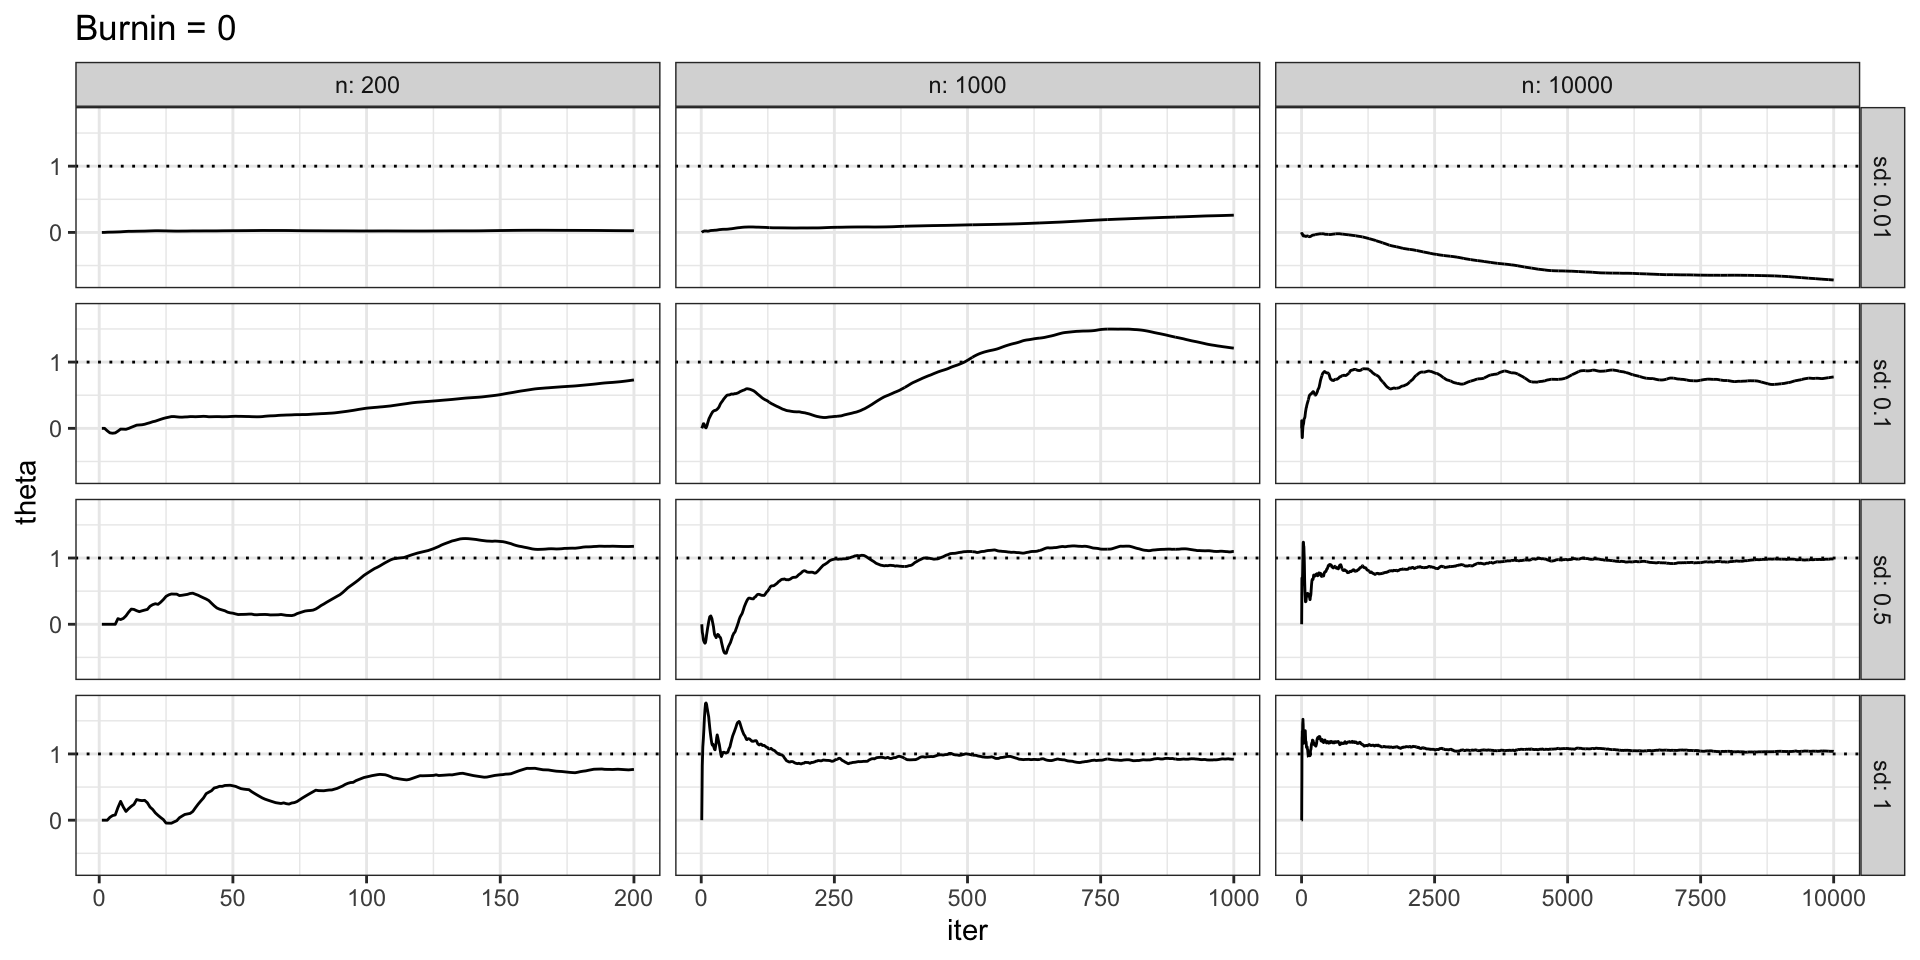 Burnin = 0
n: 200
n: 1000
n: 10000
1
0
sd: 0.01
1
0
sd: 0.1
theta
1
0
sd: 0.5
1
0
sd: 1
0 50 100 150 200
0 250 500 750 1000
0 2500 5000 7500 10000
iter